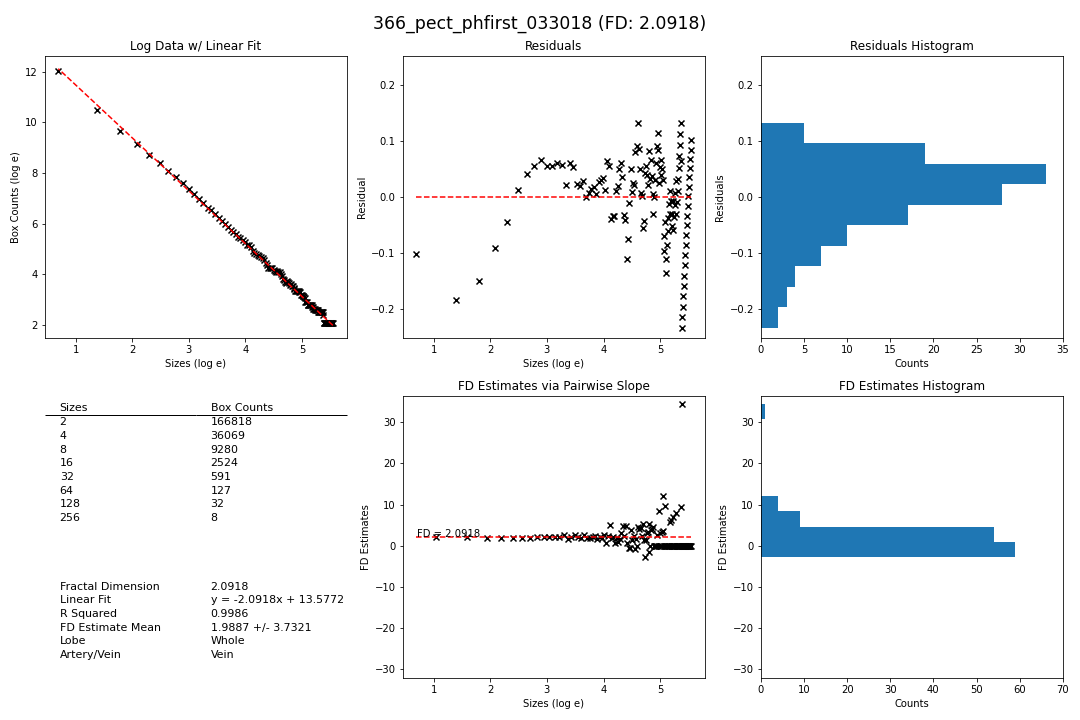 366_pect_phfirst_033018 (FD: 2.0918)
Log Data w/ Linear Fit
12
10
8
6
4
2
Box Counts (log e)
1 2 3 4 5
Sizes (log e)
Residuals
0.2
0.1
0.0
−0.1
−0.2
Residual
1 2 3 4 5
Sizes (log e)
Residuals Histogram
0.2
0.1
0.0
−0.1
−0.2
Residuals
0 5 10 15 20 25 30 35
Counts
Sizes Box Counts
2 166818
4 36069
8 9280
16 2524
32 591
64 127
128 32
256 8
Fractal Dimension 2.0918
Linear Fit y = -2.0918x + 13.5772
R Squared 0.9986
FD Estimate Mean 1.9887 +/- 3.7321
Lobe Whole
Artery/Vein Vein
FD Estimates via Pairwise Slope
30
20
10
0
−10
−20
−30
FD Estimates
FD = 2.0918
1 2 3 4 5
Sizes (log e)
FD Estimates Histogram
30
20
10
0
−10
−20
−30
FD Estimates
0 10 20 30 40 50 60 70
Counts